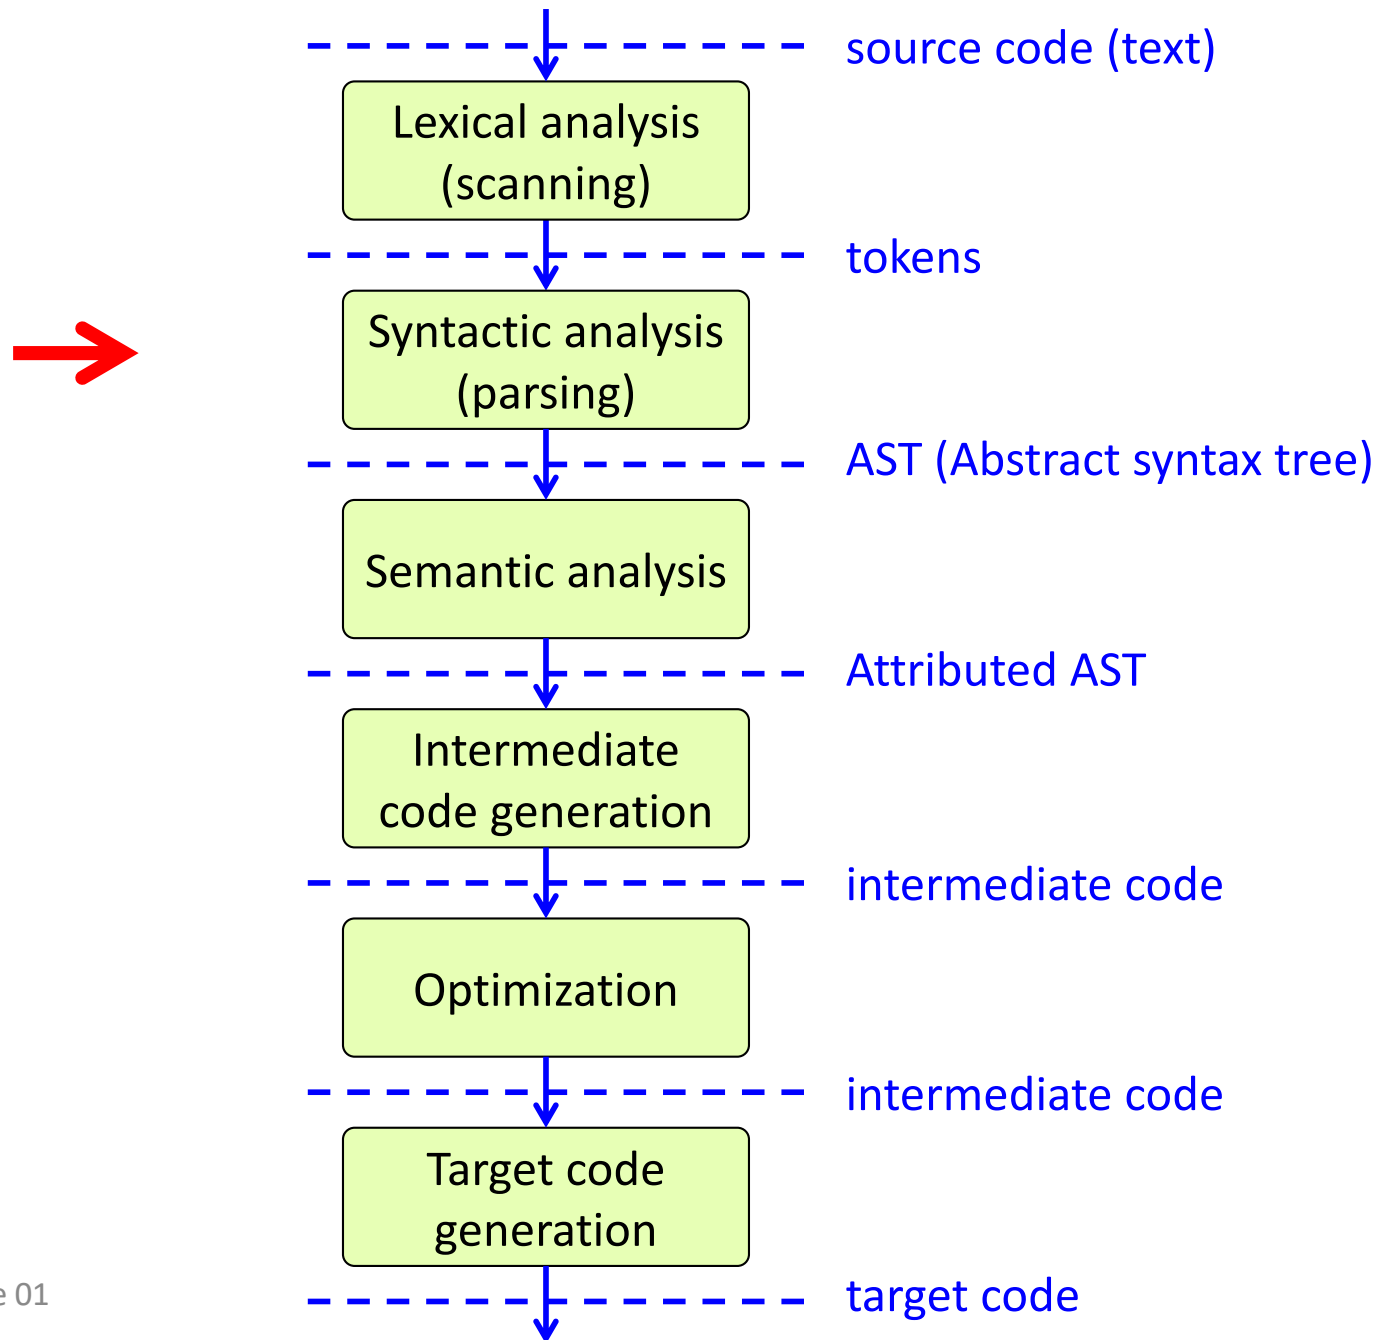 source code (text)
Lexical analysis
(scanning)
tokens
Syntactic analysis
(parsing)
AST (Abstract syntax tree)
Semantic analysis
Attributed AST
Intermediate
code generation
intermediate code
Optimization
intermediate code
Target code
generation
01
target code